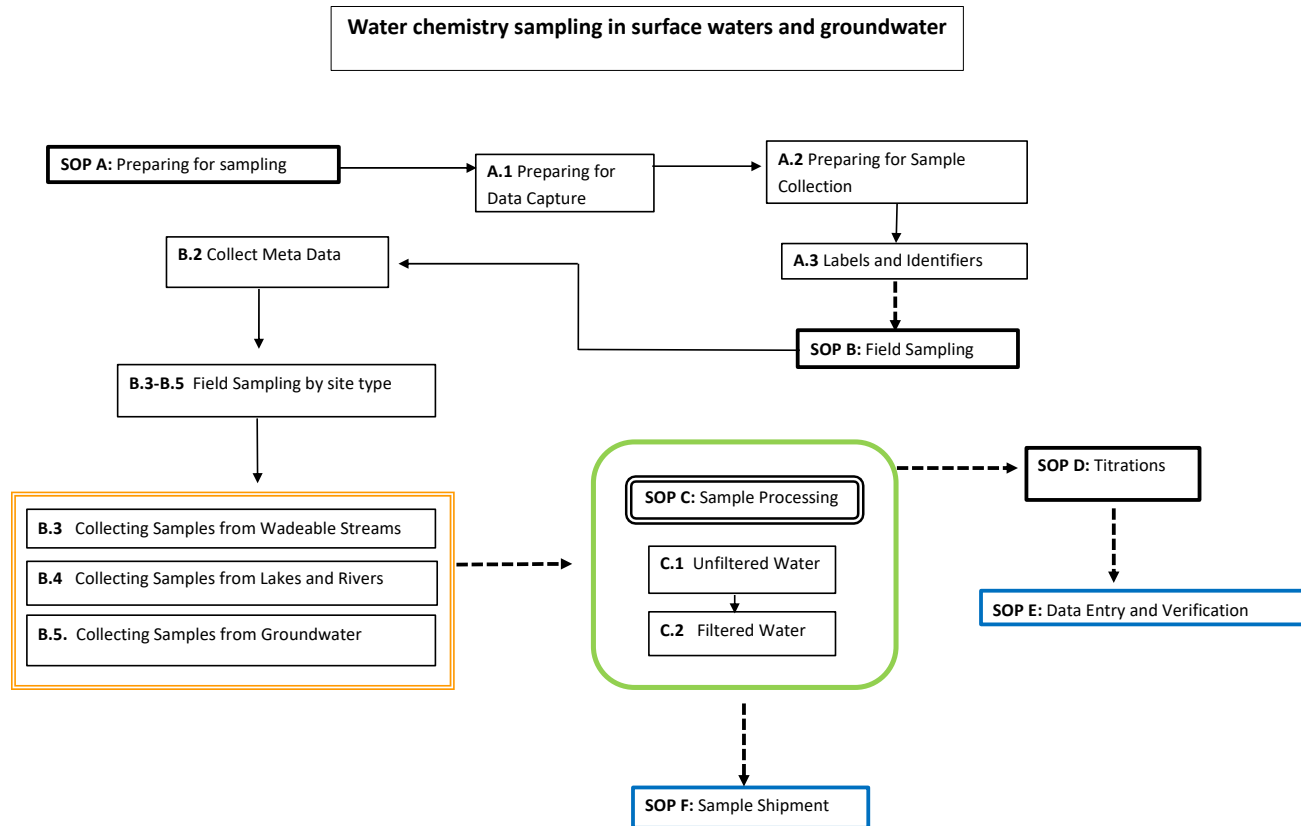 Water chemistry sampling in surface waters and groundwater
SOP A: Preparing for sampling
A.1 Preparing for
Data Capture
A.2 Preparing for Sample
Collection
B.2 Collect Meta Data
A.3 Labels and Identifiers
SOP B: Field Sampling
B.3-B.5 Field Sampling by site type
B.3 Collecting Samples from Wadeable Streams
B.4 Collecting Samples from Lakes and Rivers
B.5. Collecting Samples from Groundwater
SOP C: Sample Processing
C.1 Unfiltered Water
C.2 Filtered Water
SOP D: Titrations
SOP E: Data Entry and Verification
SOP F: Sample Shipment